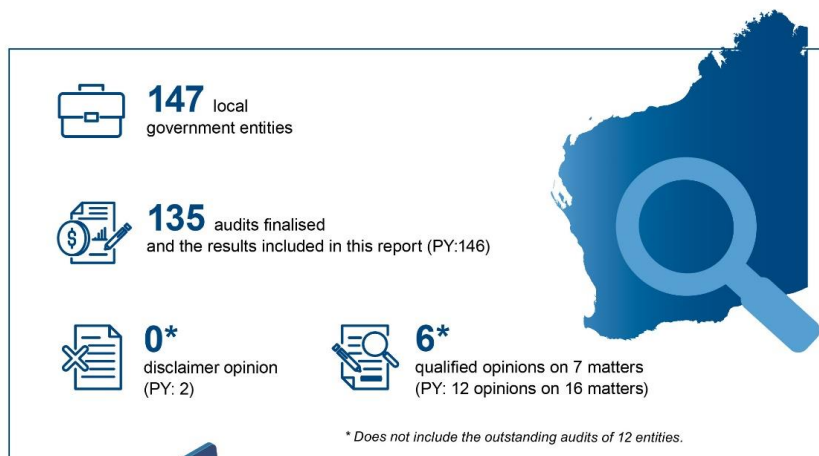 147 local
government entities
135 audits finalised
and the results included in this report (PY:146)
0*
disclaimer opinion
(PY: 2)
6*
qualified opinions on 7 matters
(PY: 12 opinions on 16 matters)
* Does not include the outstanding audits of 12 entities.